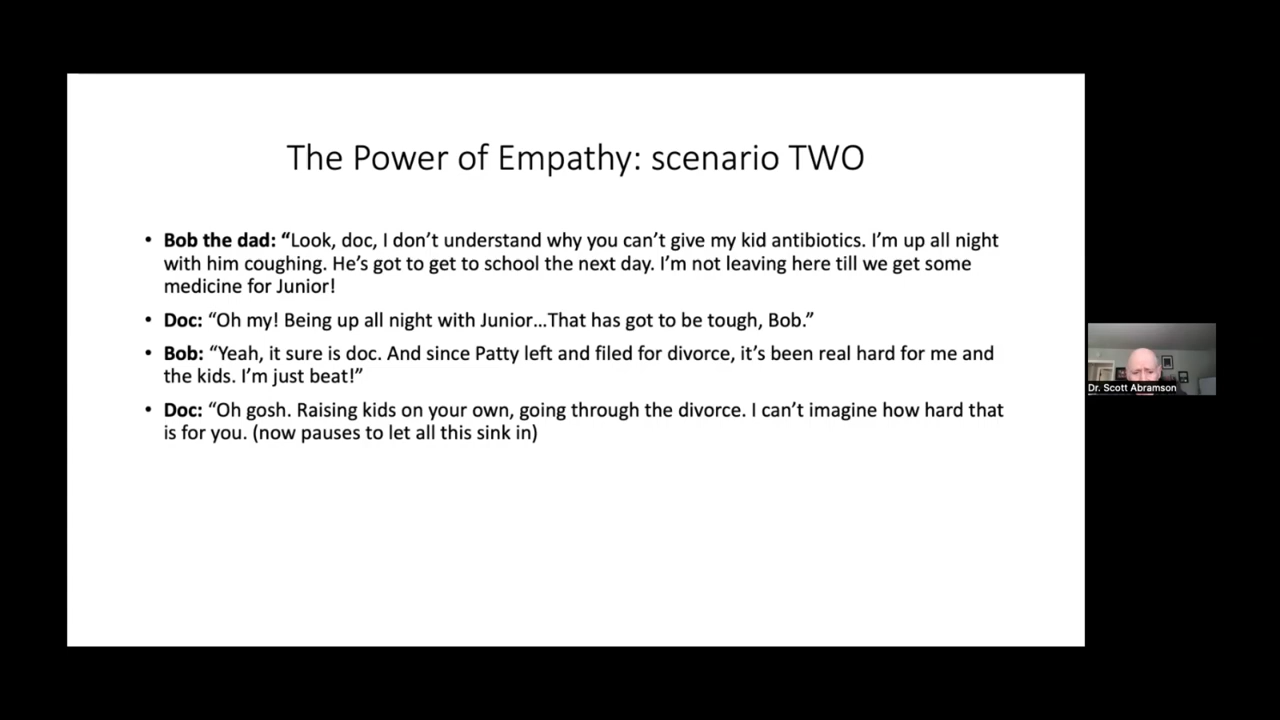 The Power of Empathy: scenario TWO
• Bob the dad: “Look, doc, I don’t understand why you can’t give my kid antibiotics. I’m up all night
with him coughing. He’s got to get to school the next day. I’m not leaving here till we get some
medicine for Junior!
• Doc: “Oh my! Being up all night with Junior…That has got to be tough, Bob.”
• Bob: “Yeah, it sure is doc. And since Patty left and filed for divorce, it’s been real hard for me and
the kids. I’m just beat!”
• Doc: “Oh gosh. Raising kids on your own, going through the divorce. I can’t imagine how hard that
is for you. (now pauses to let all this sink in)
Dr. Scott Abramson